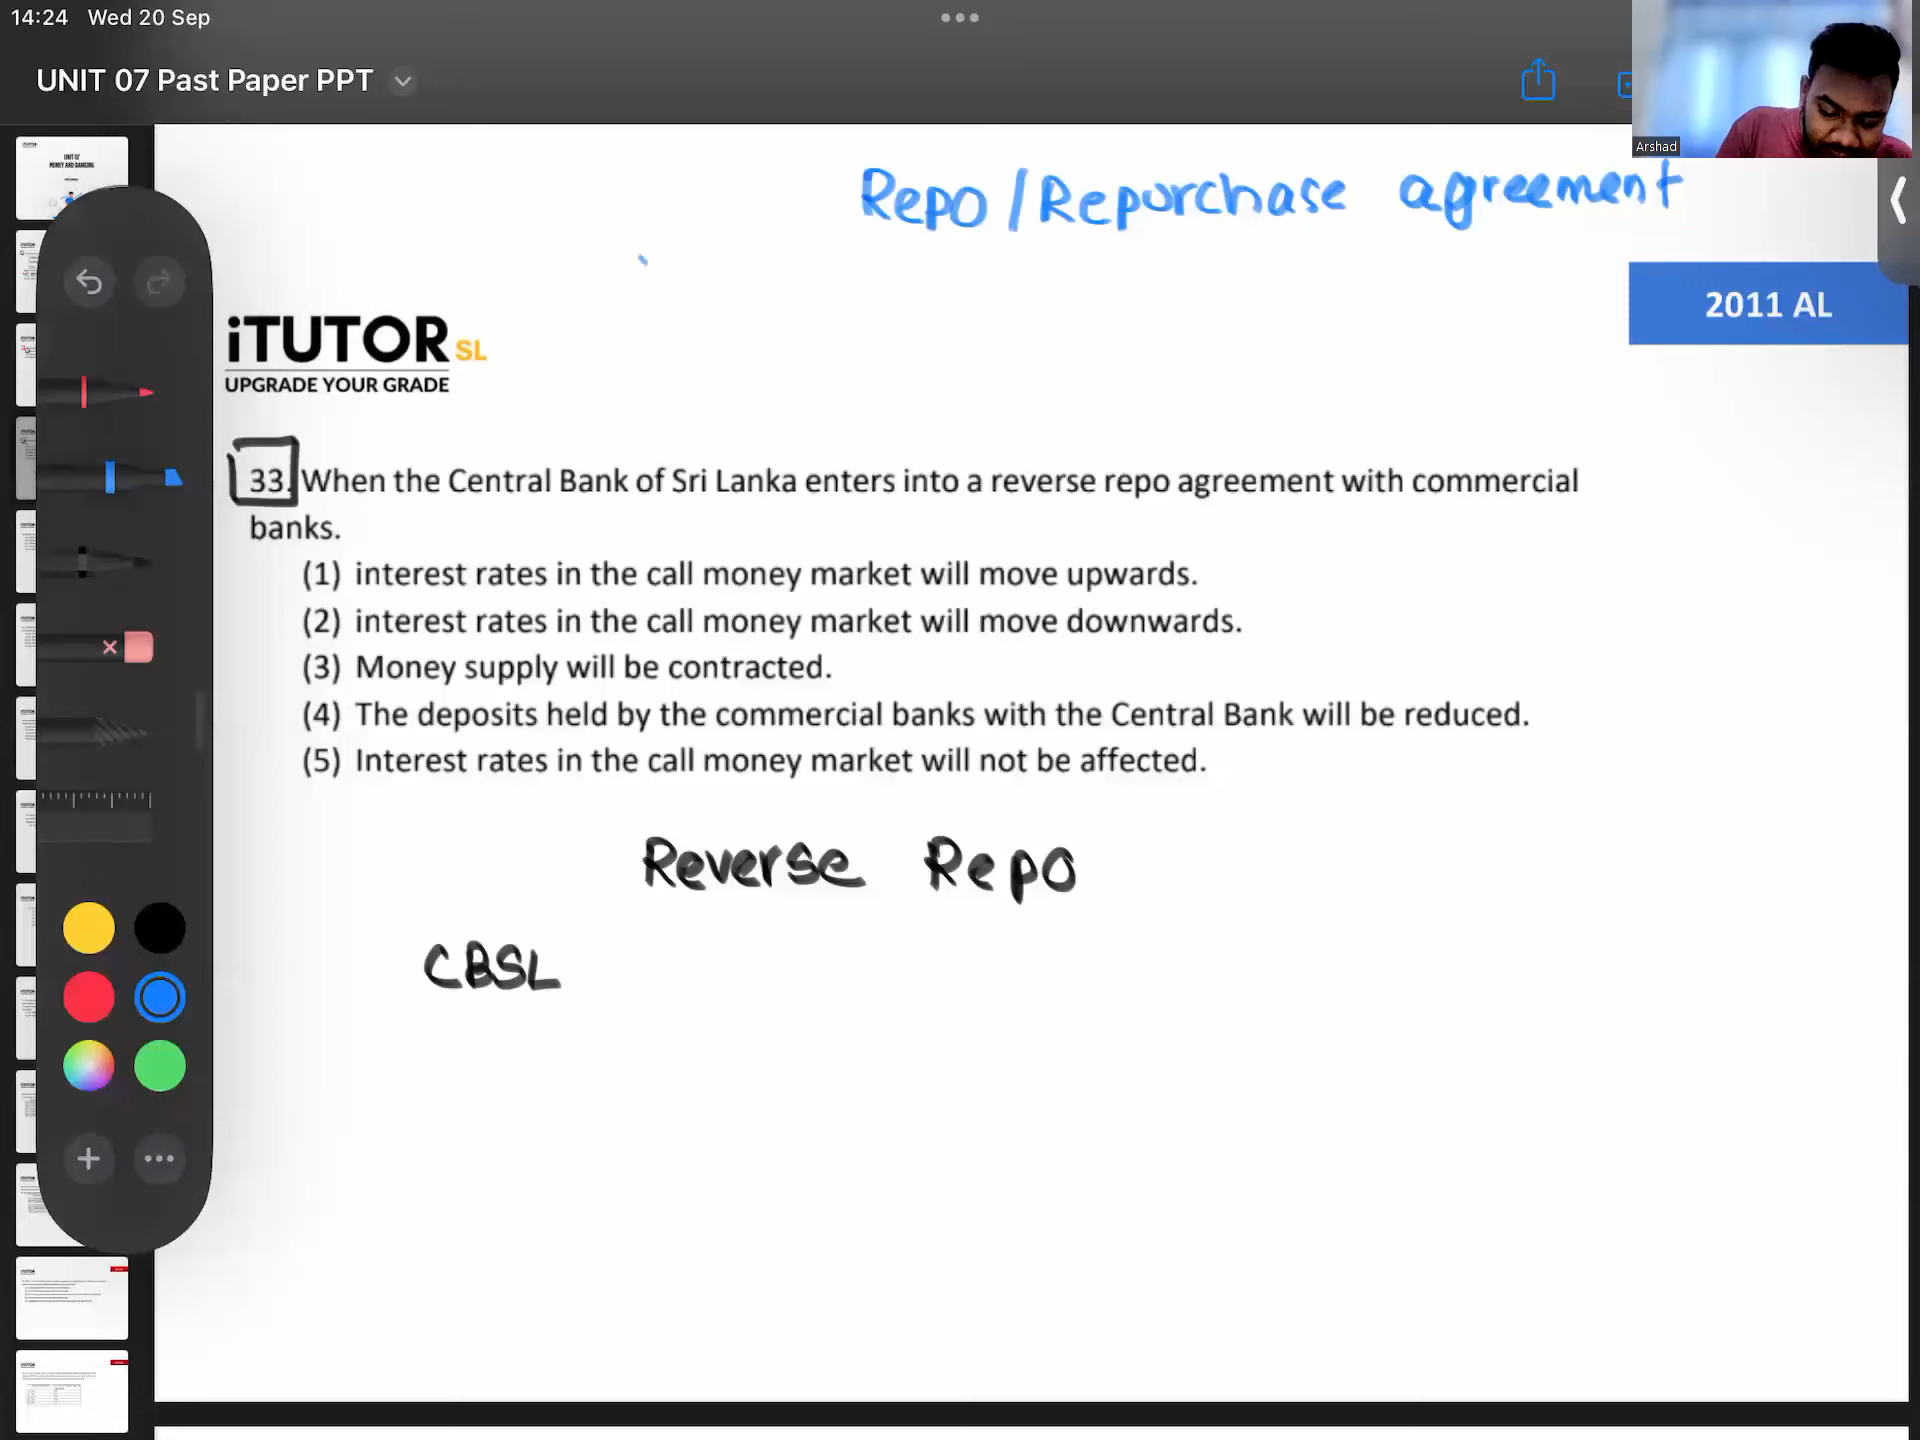 14:24 Wed 20 Sep
UNIT 07 Past Paper PPT
Arshad
Repo / Repurchase agreement
2011 AL
iTUTOR SL
UPGRADE YOUR GRADE
33. When the Central Bank of Sri Lanka enters into a reverse repo agreement with commercial
banks.
(1) interest rates in the call money market will move upwards.
(2) interest rates in the call money market will move downwards.
(3) Money supply will be contracted.
(4) The deposits held by the commercial banks with the Central Bank will be reduced.
(5) Interest rates in the call money market will not be affected.
Reverse Repo
CBSL